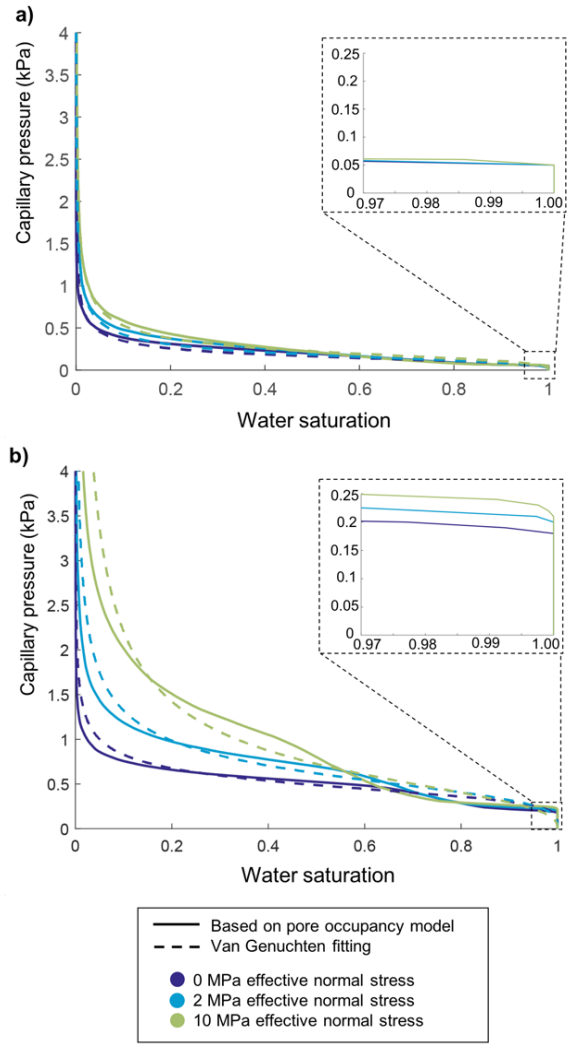 a)
Capillary pressure (kPa)
4
3.5
3
2.5
2
1.5
1
0.5
0
0 0.2 0.4 0.6 0.8 1
Water saturation
0.25
0.2
0.15
0.1
0.05
0
0.97 0.98 0.99 1.00
b)
Capillary pressure (kPa)
4
3.5
3
2.5
2
1.5
1
0.5
0
0 0.2 0.4 0.6 0.8 1
Water saturation
0.25
0.2
0.15
0.1
0.05
0
0.97 0.98 0.99 1.00
Based on pore occupancy model
Van Genuchten fitting
0 MPa effective normal stress
2 MPa effective normal stress
10 MPa effective normal stress